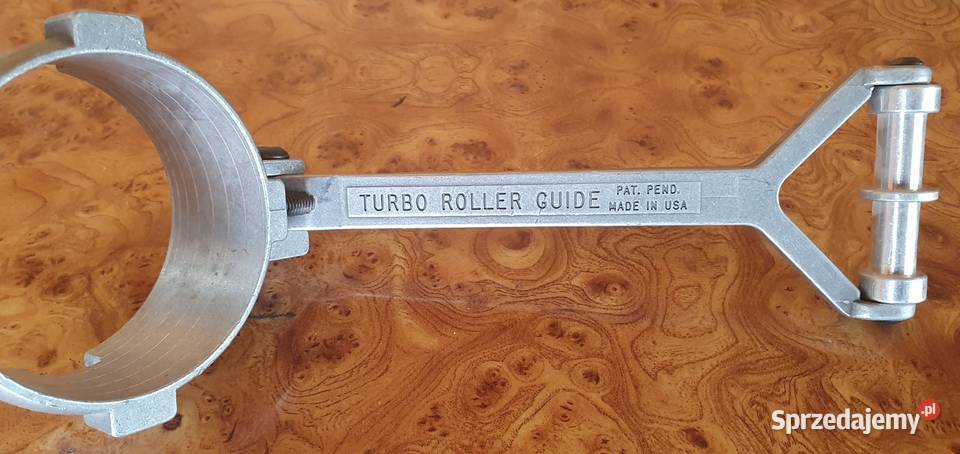 TURBO ROLLER GUIDE
PAT. PEND.
MADE IN USA
Sprzedajemy.pl